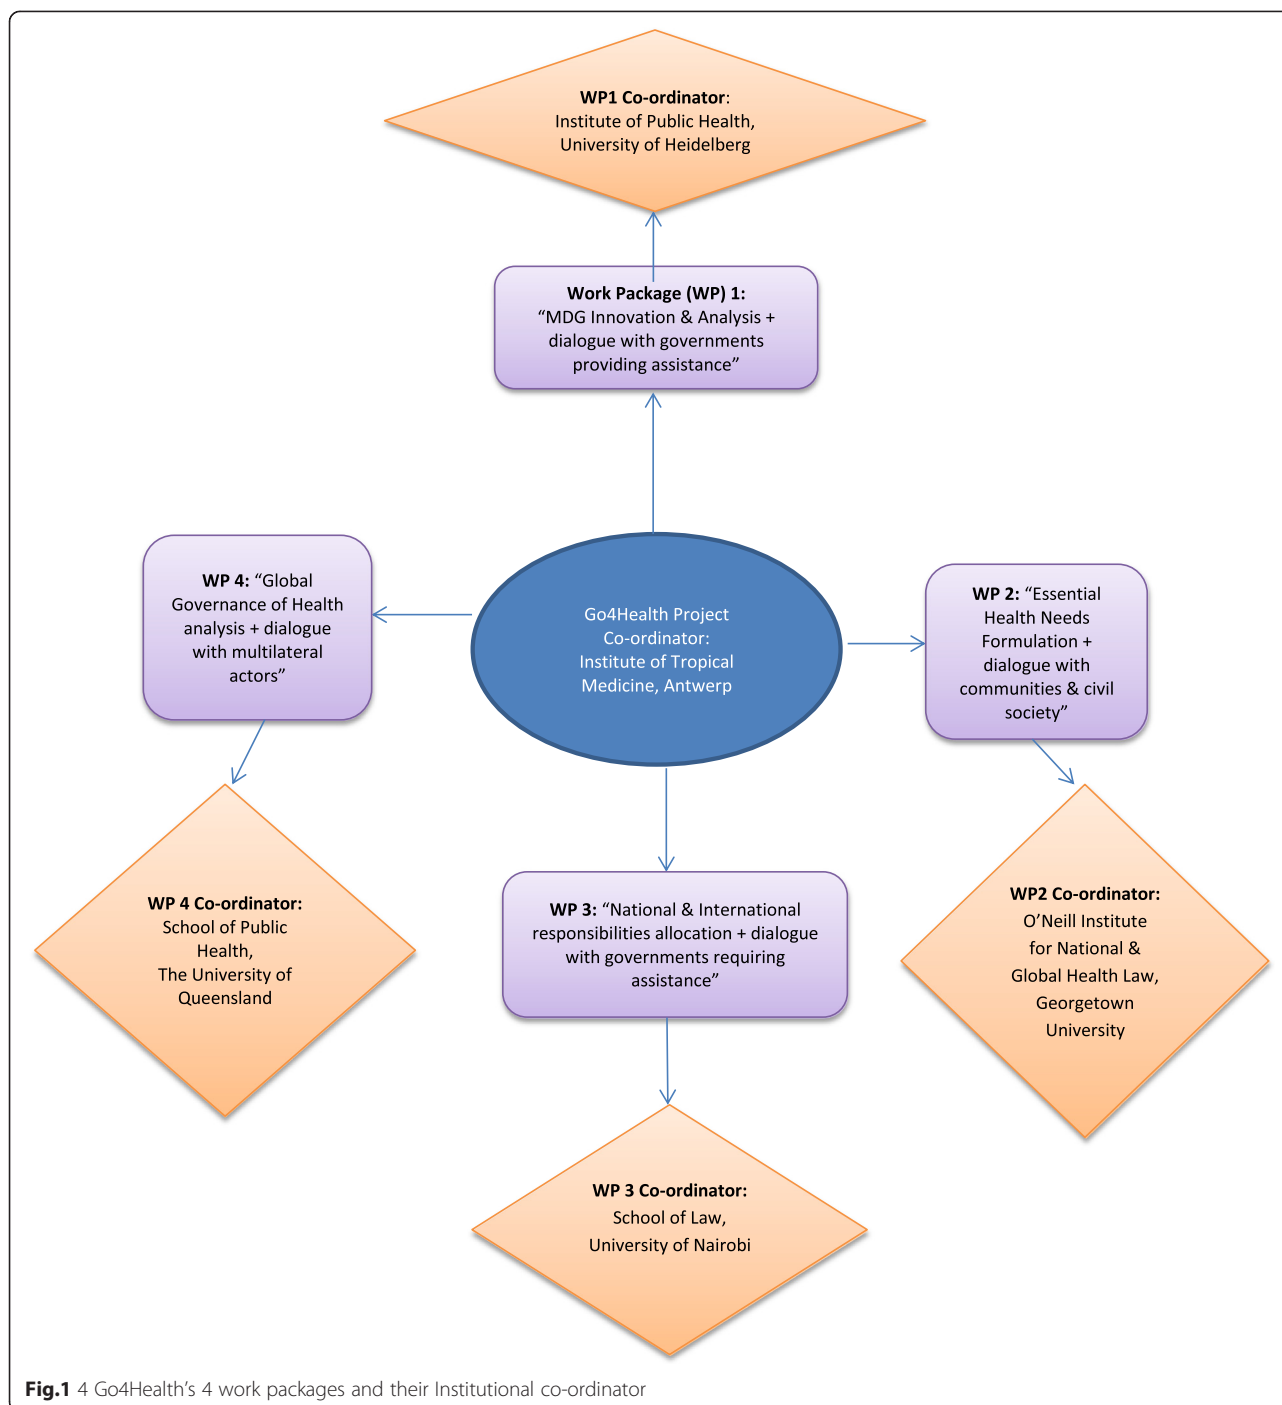 WP1 Co-ordinator:
Institute of Public Health,
University of Heidelberg
Work Package (WP) 1:
“MDG Innovation & Analysis +
dialogue with governments
providing assistance”
WP 4: “Global
Governance of Health
analysis + dialogue
with multilateral
actors”
Go4Health Project
Co-ordinator:
Institute of Tropical
Medicine, Antwerp
WP 2: “Essential
Health Needs
Formulation +
dialogue with
communities & civil
society”
WP 4 Co-ordinator:
School of Public
Health,
The University of
Queensland
WP 3: “National & International
responsibilities allocation + dialogue
with governments requiring
assistance”
WP2 Co-ordinator:
O’Neill Institute
for National &
Global Health Law,
Georgetown
University
WP 3 Co-ordinator:
School of Law,
University of Nairobi
Fig.1 4 Go4Health’s 4 work packages and their Institutional co-ordinator